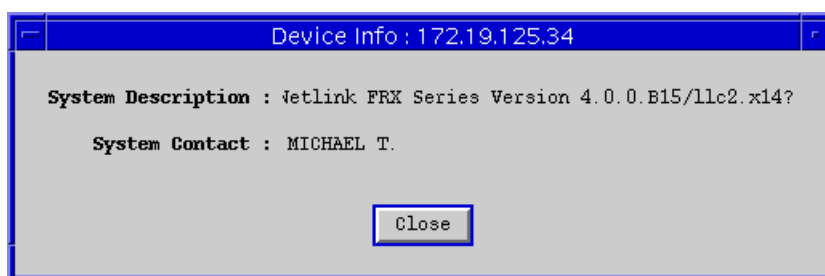 Device Info : 172.19.125.34
System Description : Netlink FRX Series Version 4.0.0.B15/llc2.x14?
System Contact : MICHAEL T.
Close